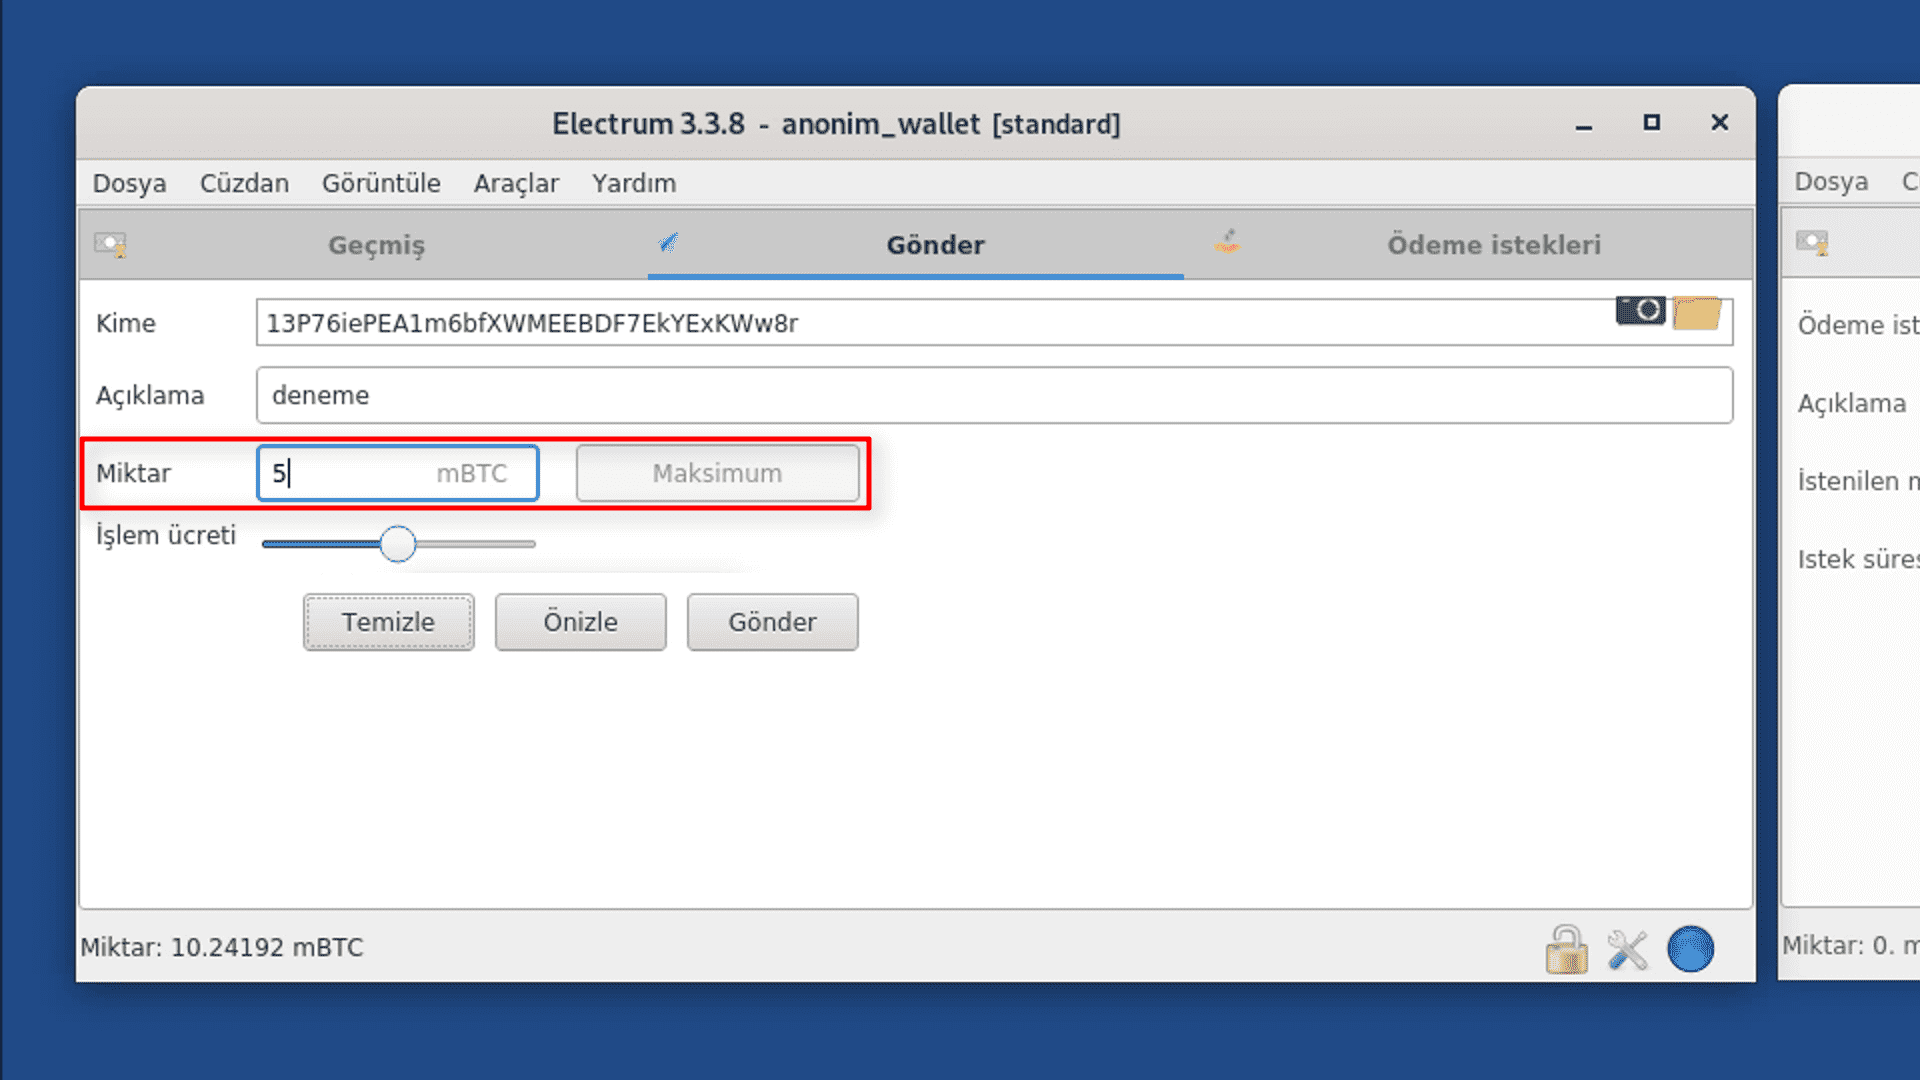 Electrum 3.3.8 - anonim_wallet [standard]
Dosya Cüzdan Görüntüle Araçlar Yardım
Geçmiş Gönder Ödeme istekleri
Kime 13P76iePEA1m6bfXWMEEBDF7EkYExKWw8r
Açıklama deneme
Miktar 5 mBTC Maksimum
İşlem ücreti
Temizle Önizle Gönder
Miktar: 10.24192 mBTC
Dosya C
Ödeme ist
Açıklama
İstenilen m
Istek süres
Miktar: 0. m